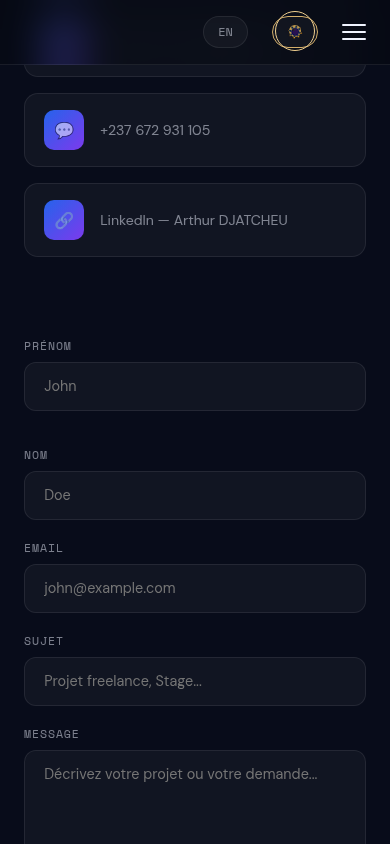 EN
+237 672 931 105
LinkedIn — Arthur DJATCHEU
PRÉNOM
John
NOM
Doe
EMAIL
john@example.com
SUJET
Projet freelance, Stage...
MESSAGE
Décrivez votre projet ou votre demande...